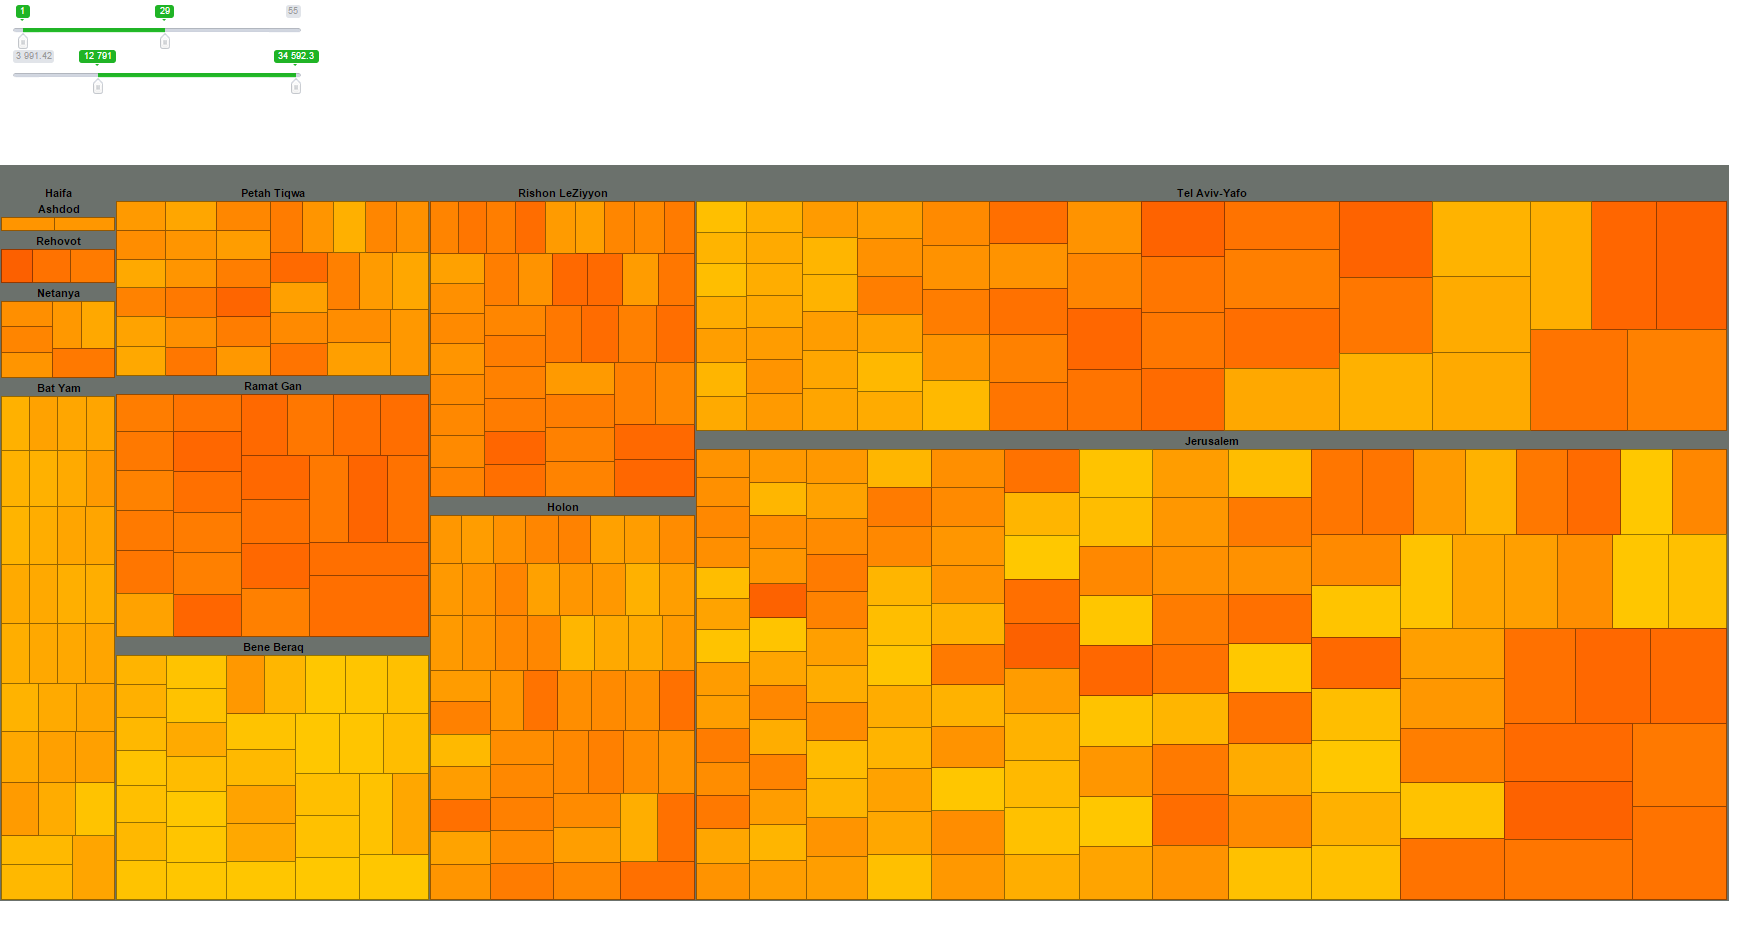 1 29 55
3 991.42 12 791 34 592.3
Haifa Petah Tiqwa Rishon LeZiyyon Tel Aviv-Yafo
Ashdod
Rehovot
Netanya
Bat Yam Ramat Gan
Jerusalem
Holon
Bene Beraq